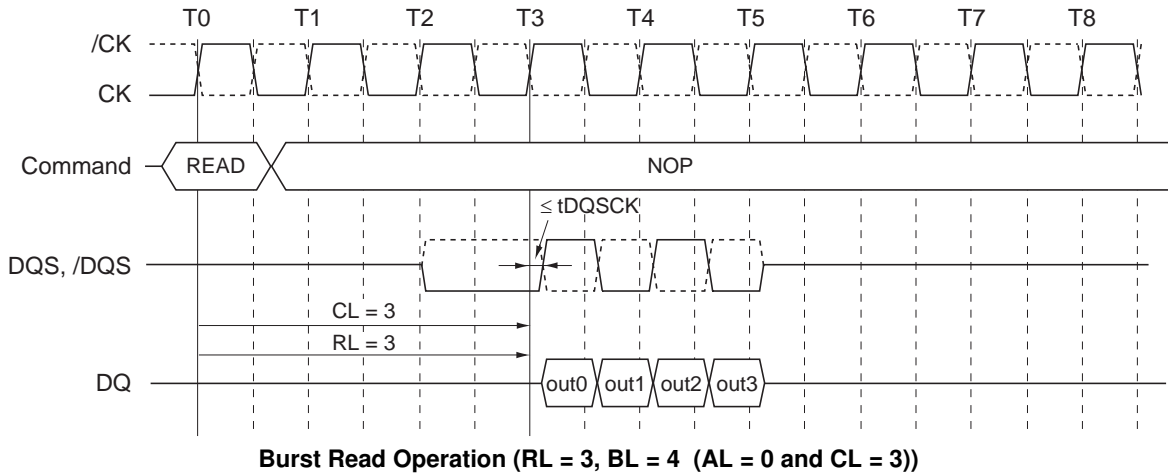 T0 T1 T2 T3 T4 T5 T6 T7 T8
/CK
CK
Command READ NOP
≤ tDQSCK
DQS, /DQS
CL = 3
RL = 3
DQ out0 out1 out2 out3
Burst Read Operation (RL = 3, BL = 4 (AL = 0 and CL = 3))